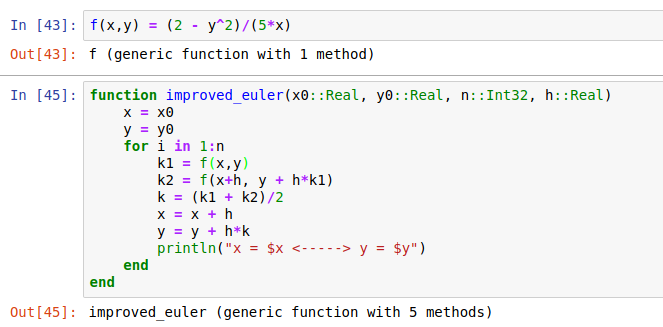 In [43]: f(x,y) = (2 - y^2)/(5*x)
Out[43]: f (generic function with 1 method)
In [45]: function improved_euler(x0::Real, y0::Real, n::Int32, h::Real)
    x = x0
    y = y0
    for i in 1:n
        k1 = f(x,y)
        k2 = f(x+h, y + h*k1)
        k = (k1 + k2)/2
        x = x + h
        y = y + h*k
        println("x = $x <-----> y = $y")
    end
end
Out[45]: improved_euler (generic function with 5 methods)